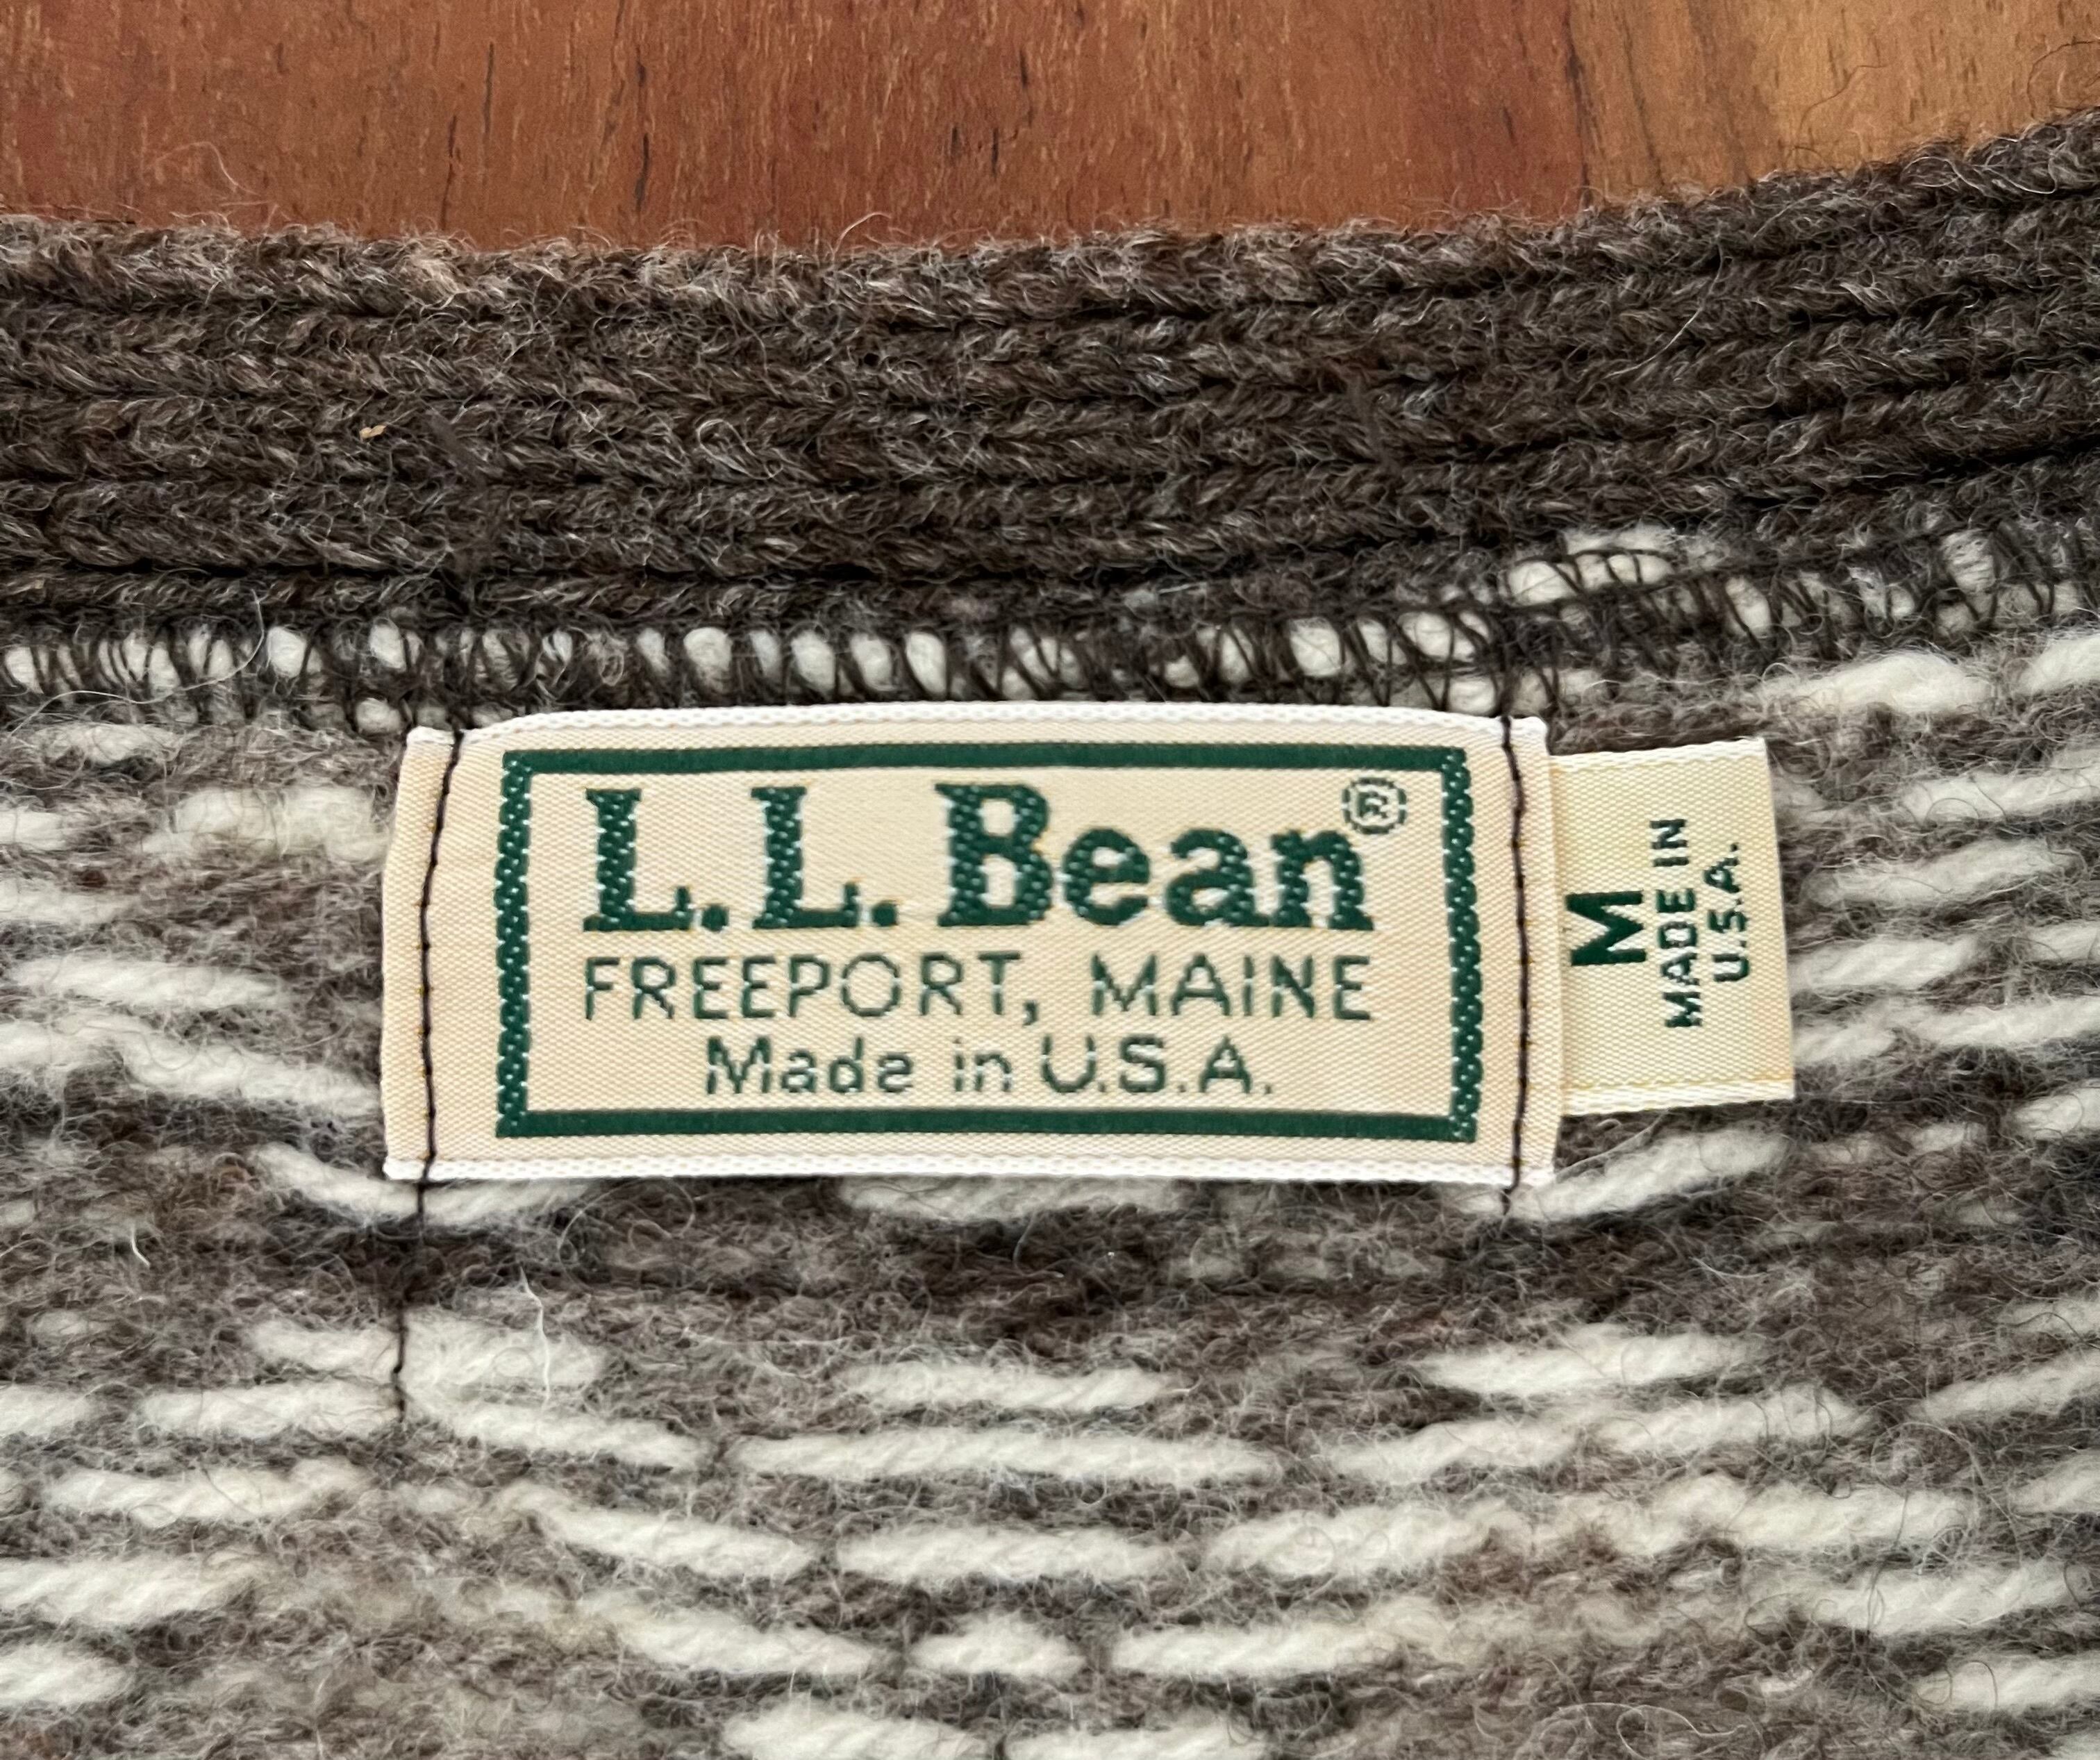 L.L.Bean®
FREEPORT, MAINE
Made in U.S.A.
M
MADE IN
U.S.A.